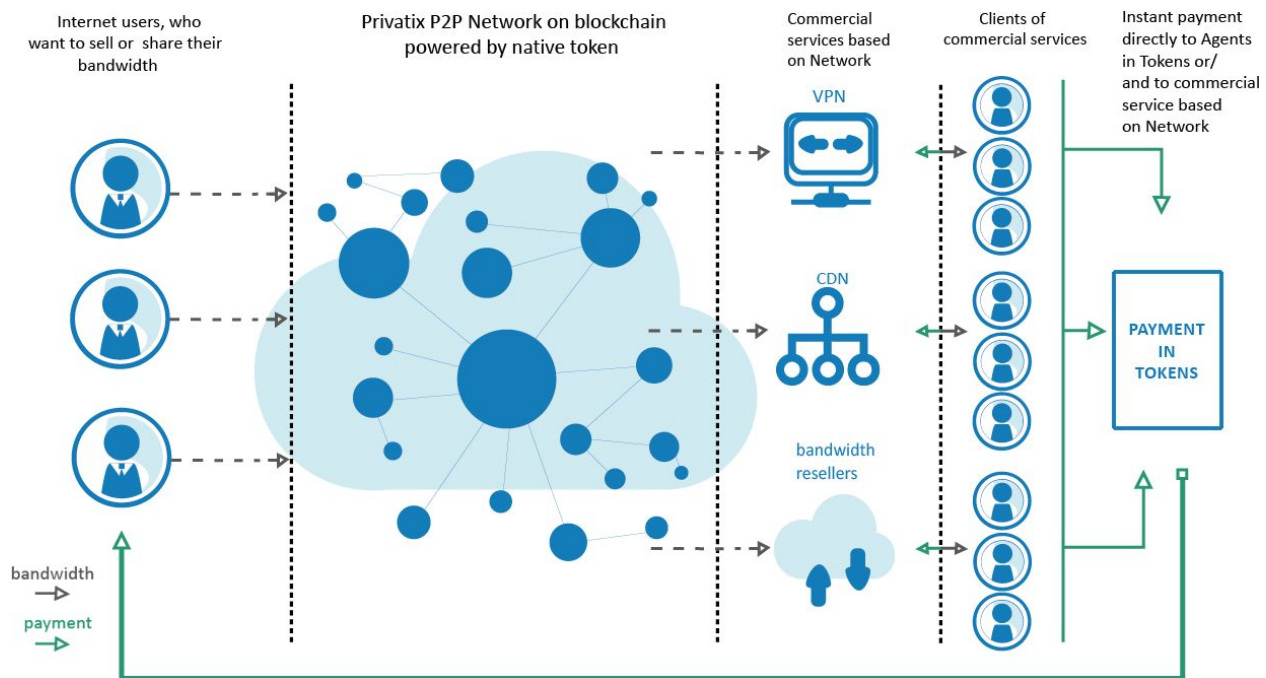 Internet users, who
want to sell or share their
bandwidth
Privatix P2P Network on blockchain
powered by native token
Commercial
services based
on Network
Clients of
commercial services
Instant payment
directly to Agents
in Tokens or/
and to commercial
service based
on Network
VPN
CDN
bandwidth
resellers
PAYMENT
IN
TOKENS
bandwidth
payment